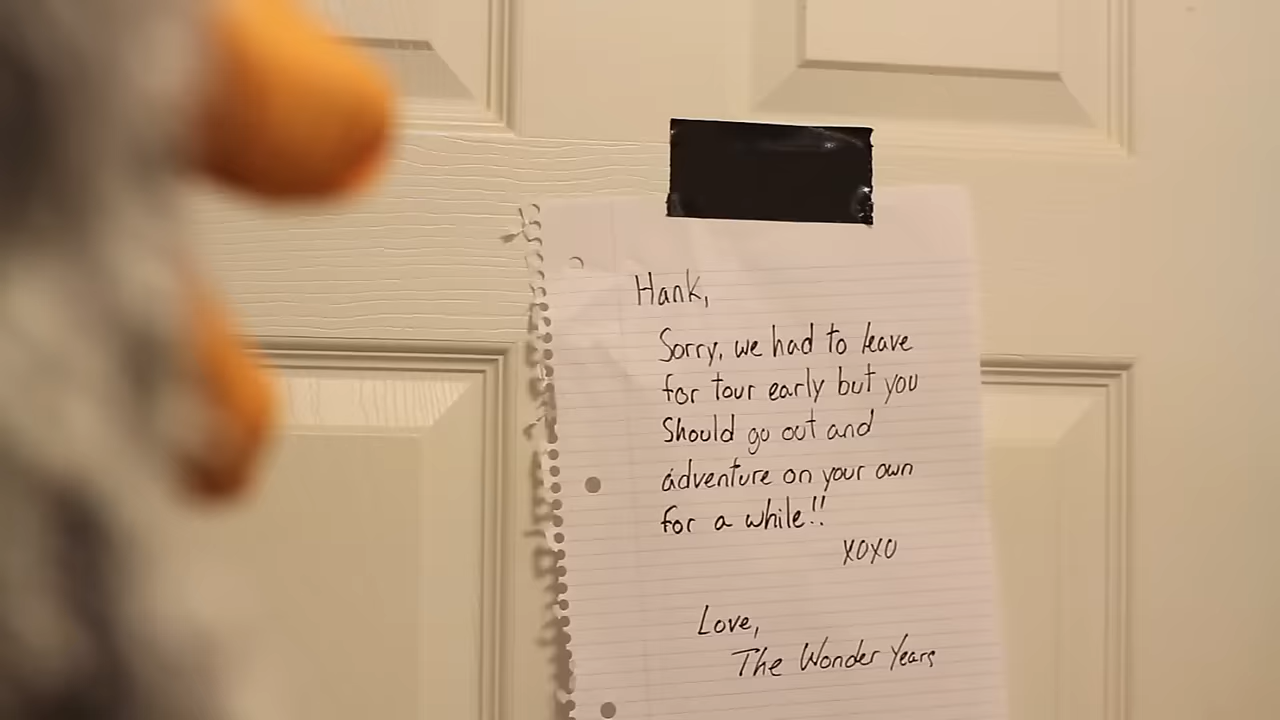 Hank,
Sorry, we had to leave
for tour early but you
Should go out and
adventure on your own
for a while!!
XOXO
Love,
The Wonder Years